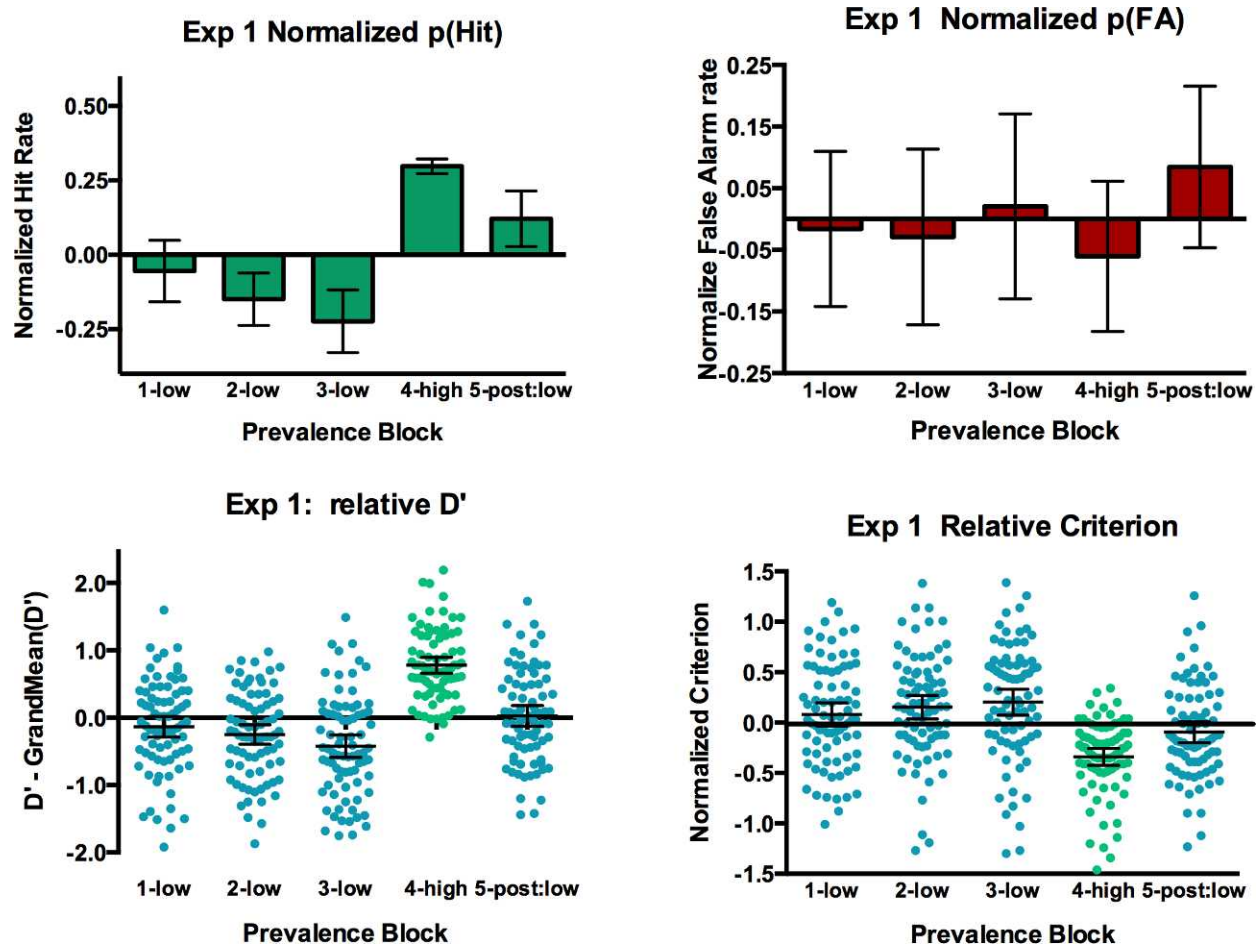 Exp 1 Normalized p(Hit)
Normalized Hit Rate
0.50
0.25
0.00
-0.25
1-low 2-low 3-low 4-high 5-post:low
Prevalence Block
Exp 1 Normalized p(FA)
Normalize False Alarm rate
0.25
0.15
0.05
-0.05
-0.15
-0.25
1-low 2-low 3-low 4-high 5-post:low
Prevalence Block
Exp 1: relative D'
D' - GrandMean(D')
2.0
1.0
0.0
-1.0
-2.0
1-low 2-low 3-low 4-high 5-post:low
Prevalence Block
Exp 1 Relative Criterion
Normalized Criterion
1.5
1.0
0.5
0.0
-0.5
-1.0
-1.5
1-low 2-low 3-low 4-high 5-post:low
Prevalence Block